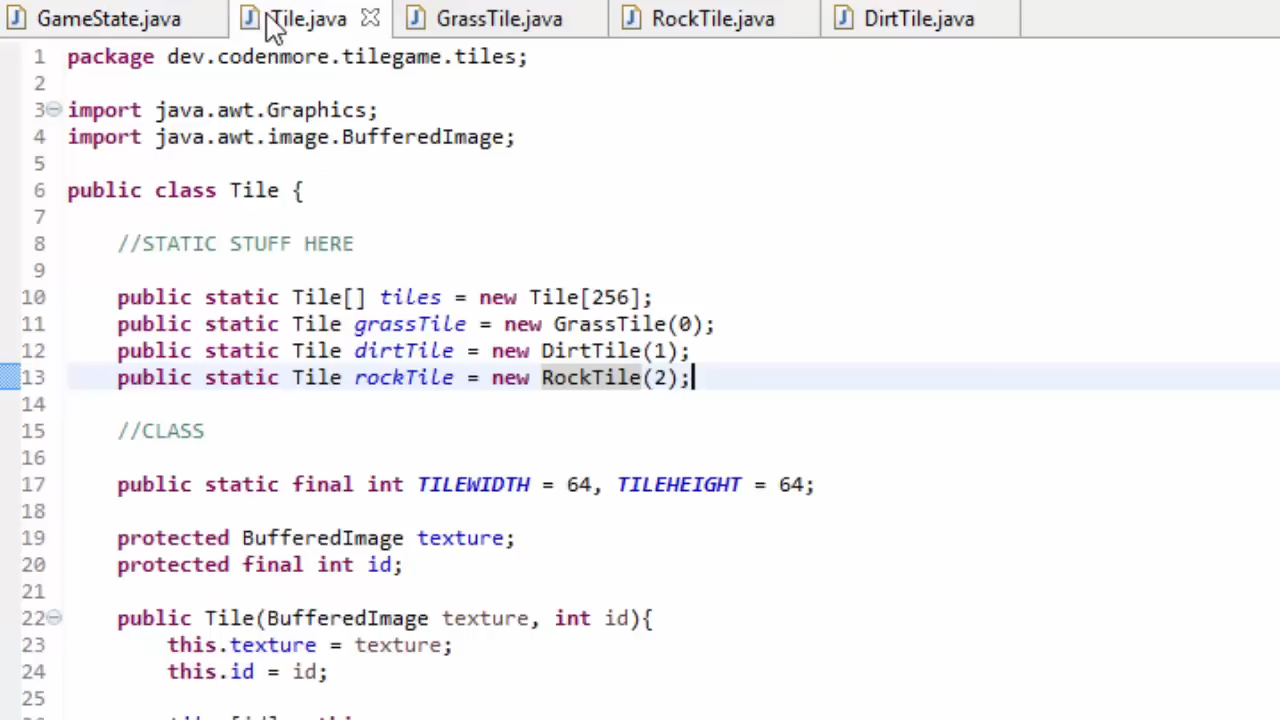 GameState.java Tile.java GrassTile.java RockTile.java DirtTile.java
1 package dev.codenmore.tilegame.tiles;
2
3 import java.awt.Graphics;
4 import java.awt.image.BufferedImage;
5
6 public class Tile {
7
8 //STATIC STUFF HERE
9
10 public static Tile[] tiles = new Tile[256];
11 public static Tile grassTile = new GrassTile(0);
12 public static Tile dirtTile = new DirtTile(1);
13 public static Tile rockTile = new RockTile(2);
14
15 //CLASS
16
17 public static final int TILEWIDTH = 64, TILEHEIGHT = 64;
18
19 protected BufferedImage texture;
20 protected final int id;
21
22 public Tile(BufferedImage texture, int id){
23 this.texture = texture;
24 this.id = id;
25